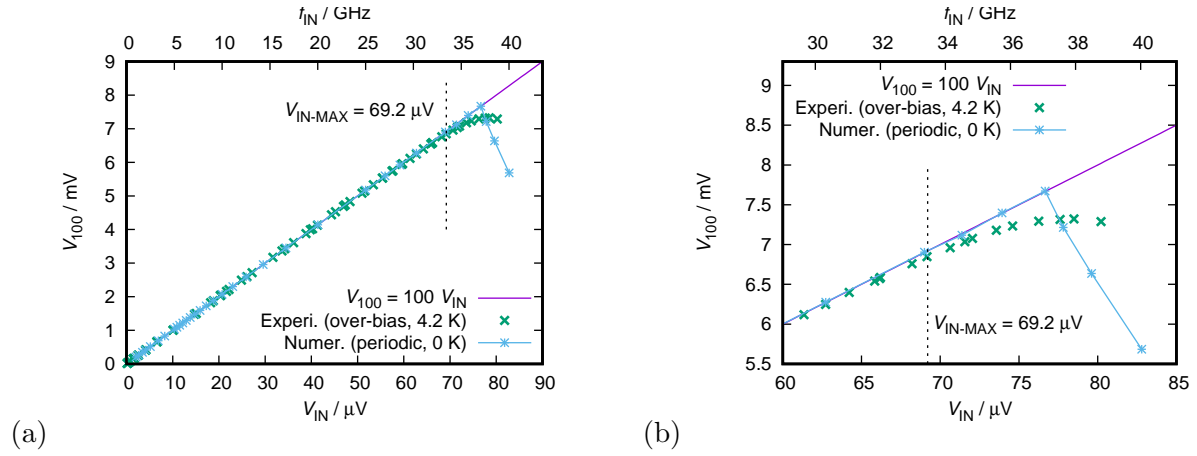 f_IN / GHz
0 5 10 15 20 25 30 35 40
9
8
7
6
5
4
3
2
1
0
V_100 / mV
V_IN-MAX = 69.2 μV
V_100 = 100 V_IN
Experi. (over-bias, 4.2 K)
Numer. (periodic, 0 K)
0 10 20 30 40 50 60 70 80 90
V_IN / μV
(a)
f_IN / GHz
30 32 34 36 38 40
9
8.5
8
7.5
7
6.5
6
5.5
V_100 / mV
V_100 = 100 V_IN
Experi. (over-bias, 4.2 K)
Numer. (periodic, 0 K)
V_IN-MAX = 69.2 μV
60 65 70 75 80 85
V_IN / μV
(b)